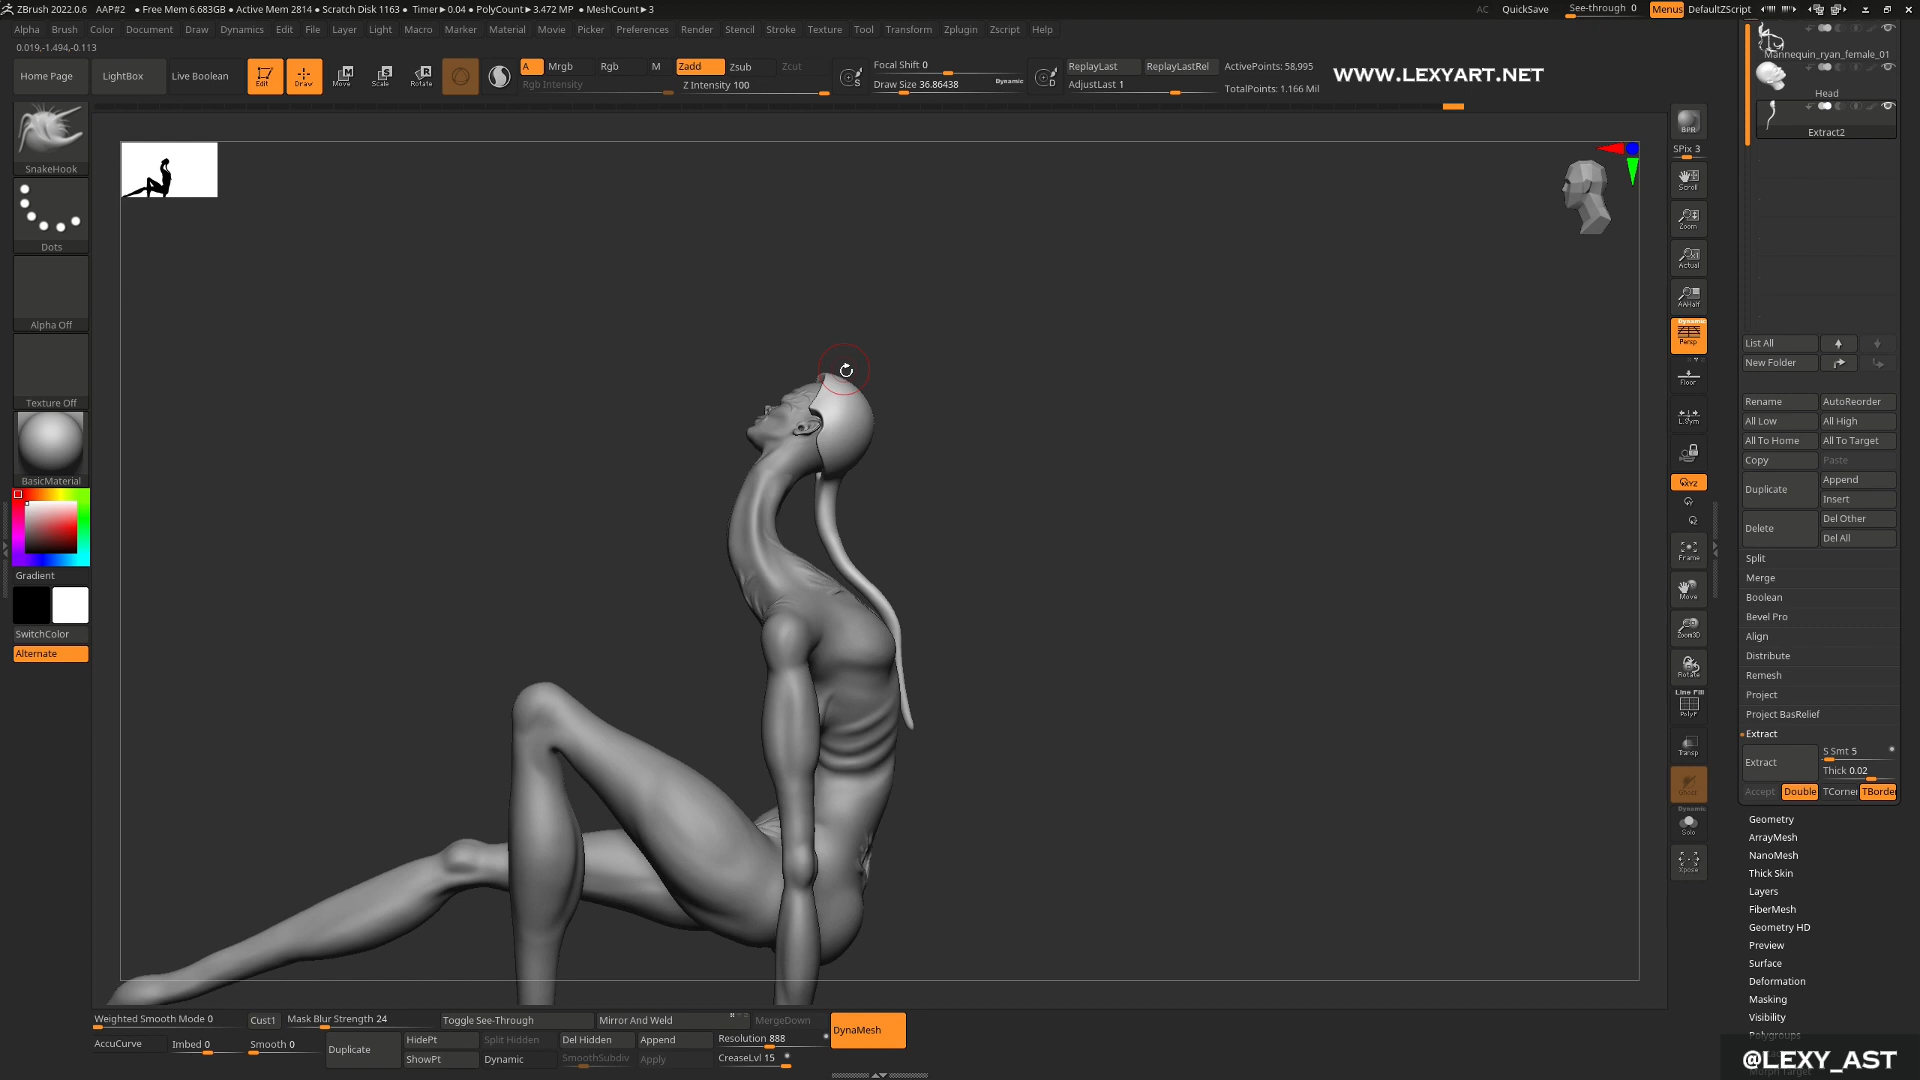 ZBrush 2022.0.6 AAP#2 ● Free Mem 6.683GB ● Active Mem 2814 ● Scratch Disk 1163 ● Timer▶0.04 ● PolyCount▶3.472 MP ● MeshCount▶3 AC QuickSave See-through 0 Menus DefaultZScript
Alpha Brush Color Document Draw Dynamics Edit File Layer Light Macro Marker Material Movie Picker Preferences Render Stencil Stroke Texture Tool Transform Zplugin Zscript Help
0.019,-1.494,-0.113
Home Page LightBox Live Boolean
Edit Draw Move Scale Rotate
A Mrgb Rgb M Zadd Zsub Zcut
Rgb Intensity Z Intensity 100
Focal Shift 0
Draw Size 36.86438 Dynamic
S
D
ReplayLast ReplayLastRel
AdjustLast 1
ActivePoints: 58,995
TotalPoints: 1.166 Mil
WWW.LEXYART.NET
SnakeHook
Dots
Alpha Off
Texture Off
BasicMaterial
Gradient
SwitchColor
Alternate
BPR
SPix 3
Scroll
Zoom
Actual
AAHalf
Dynamic
Persp
Floor
L.Sym
XYZ
Frame
Move
Zoom3D
Rotate
Line Fill
PolyF
Transp
Ghost
Dynamic
Solo
Xpose
Mannequin_ryan_female_01
Head
Extract2
List All
New Folder
Rename AutoReorder
All Low All High
All To Home All To Target
Copy Paste
Duplicate Append
Insert
Delete Del Other
Del All
Split
Merge
Boolean
Bevel Pro
Align
Distribute
Remesh
Project
Project BasRelief
Extract
Extract S Smt 5
Thick 0.02
Accept Double TCorner TBorder
Geometry
ArrayMesh
NanoMesh
Thick Skin
Layers
FiberMesh
Geometry HD
Preview
Surface
Deformation
Masking
Visibility
Polygroups
Weighted Smooth Mode 0 Cust1 Mask Blur Strength 24 Toggle See-Through Mirror And Weld MergeDown DynaMesh
AccuCurve Imbed 0 Smooth 0 Duplicate HidePt Split Hidden Del Hidden Append Resolution 888
ShowPt Dynamic SmoothSubdiv Apply CreaseLvl 15
@LEXY_AST